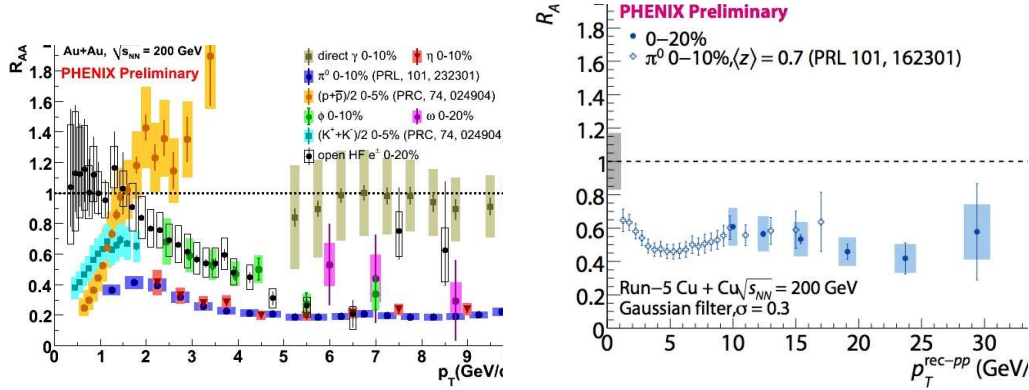 R_AA
1.8
1.6
1.4
1.2
1
0.8
0.6
0.4
0.2
0
Au+Au, √s_NN = 200 GeV
PHENIX Preliminary
direct γ 0-10%
η 0-10%
π⁰ 0-10% (PRL, 101, 232301)
(p+p̅)/2 0-5% (PRC, 74, 024904)
ϕ 0-10%
ω 0-20%
(K⁺+K⁻)/2 0-5% (PRC, 74, 024904
open HF e± 0-20%
0 1 2 3 4 5 6 7 8 9
p_T(GeV/c
PHENIX Preliminary
R_A
1.4
1.2
1
0.8
0.6
0.4
0.2
0
0–20%
π⁰ 0–10%,⟨z⟩ = 0.7 (PRL 101, 162301)
Run–5 Cu + Cu√s_NN = 200 GeV
Gaussian filter,σ = 0.3
0 5 10 15 20 25 30
p_T^rec–pp (GeV/